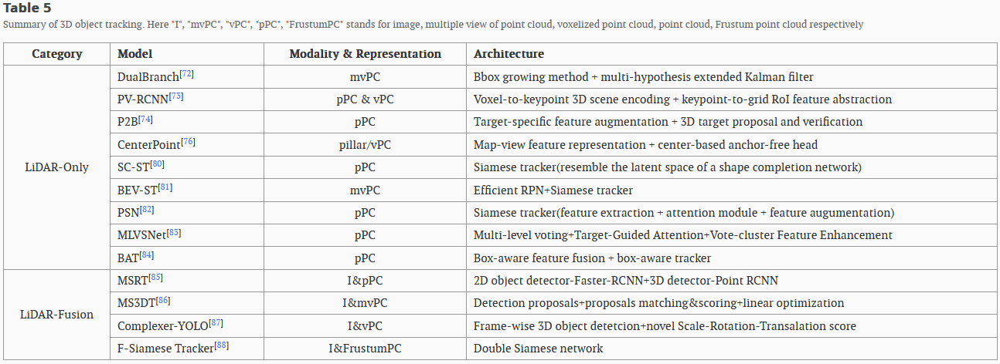 Table 5
Summary of 3D object tracking. Here "I", "mvPC", "vPC", "pPC", "FrustumPC" stands for image, multiple view of point cloud, voxelized point cloud, point cloud, Frustum point cloud respectively
Category Model Modality & Representation Architecture
LiDAR-Only
DualBranch[72] mvPC Bbox growing method + multi-hypothesis extended Kalman filter
PV-RCNN[73] pPC & vPC Voxel-to-keypoint 3D scene encoding + keypoint-to-grid RoI feature abstraction
P2B[74] pPC Target-specific feature augmentation + 3D target proposal and verification
CenterPoint[76] pillar/vPC Map-view feature representation + center-based anchor-free head
SC-ST[80] pPC Siamese tracker(resemble the latent space of a shape completion network)
BEV-ST[81] mvPC Efficient RPN+Siamese tracker
PSN[82] pPC Siamese tracker(feature extraction + attention module + feature augumentation)
MLVSNet[83] pPC Multi-level voting+Target-Guided Attention+Vote-cluster Feature Enhancement
BAT[84] pPC Box-aware feature fusion + box-aware tracker
LiDAR-Fusion
MSRT[85] I&pPC 2D object detector-Faster-RCNN+3D detector-Point RCNN
MS3DT[86] I&mvPC Detection proposals+proposals matching&scoring+linear optimization
Complexer-YOLO[87] I&vPC Frame-wise 3D object detetcion+novel Scale-Rotation-Transalation score
F-Siamese Tracker[88] I&FrustumPC Double Siamese network